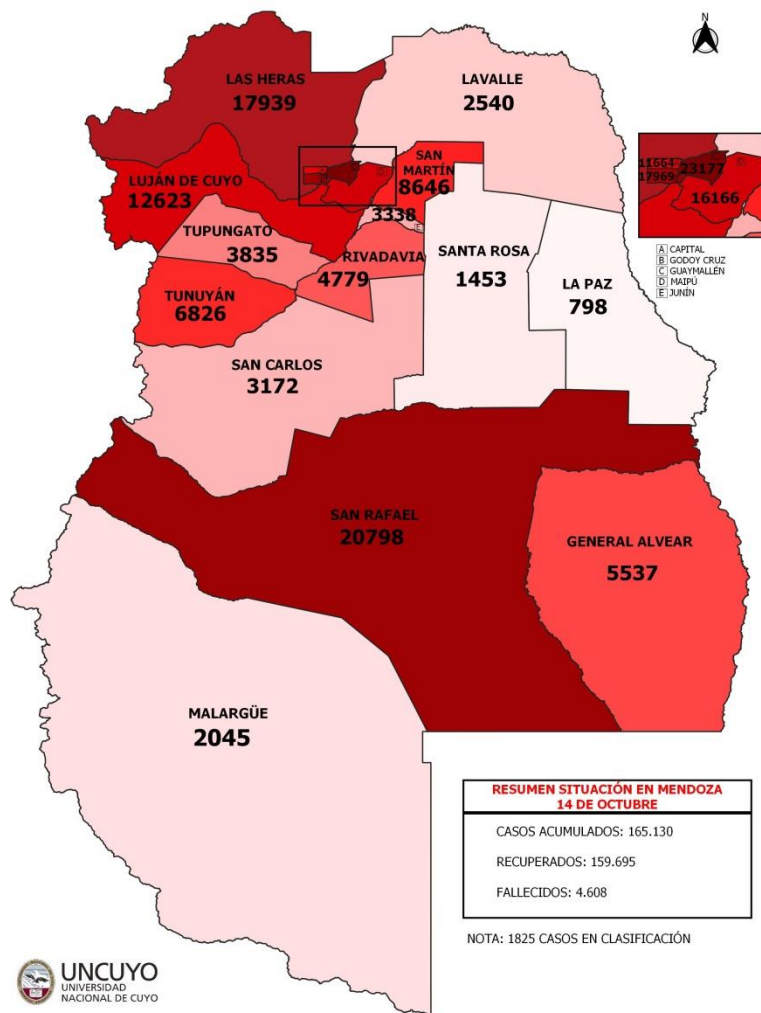 N
LAS HERAS
17939
LAVALLE
2540
SAN
MARTÍN
8646
11664
23177
17969
16166
D
LUJÁN DE CUYO
12623
3338
E
A CAPITAL
B GODOY CRUZ
C GUAYMALLÉN
D MAIPÚ
E JUNÍN
TUPUNGATO
3835
RIVADAVIA
4779
SANTA ROSA
1453
LA PAZ
798
TUNUYÁN
6826
SAN CARLOS
3172
SAN RAFAEL
20798
GENERAL ALVEAR
5537
MALARGÜE
2045
RESUMEN SITUACIÓN EN MENDOZA
14 DE OCTUBRE
CASOS ACUMULADOS: 165.130
RECUPERADOS: 159.695
FALLECIDOS: 4.608
NOTA: 1825 CASOS EN CLASIFICACIÓN
UNCUYO
UNIVERSIDAD
NACIONAL DE CUYO